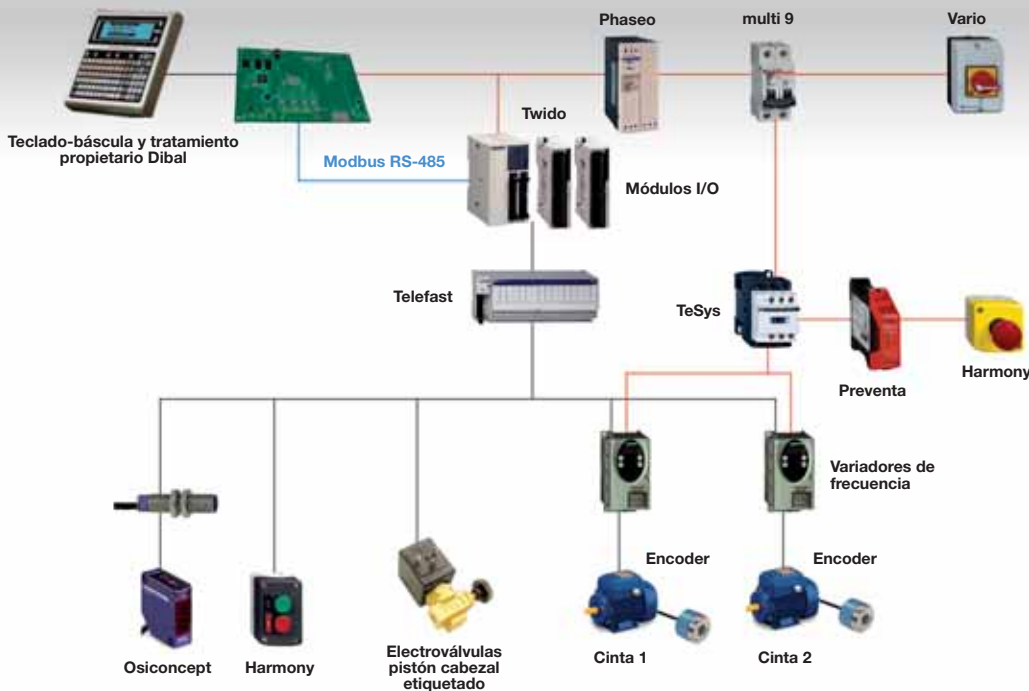 Phaseo
multi 9
Vario
Teclado-báscula y tratamiento
propietario Dibal
Twido
Modbus RS-485
Módulos I/O
Telefast
TeSys
Preventa
Harmony
Variadores de
frecuencia
Encoder
Encoder
Osiconcept
Harmony
Electroválvulas
pistón cabezal
etiquetado
Cinta 1
Cinta 2